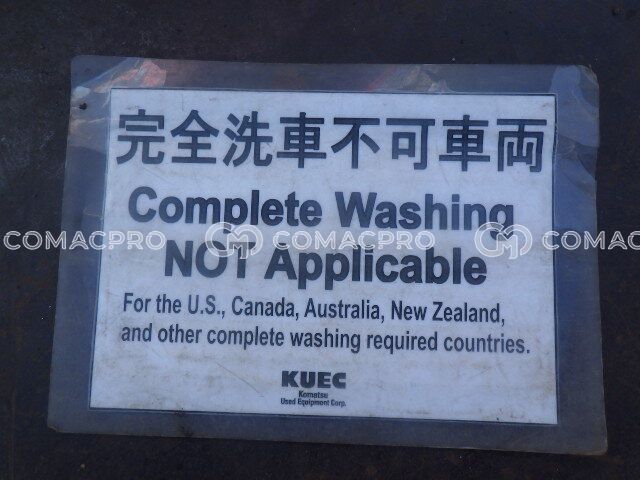 完全洗車不可車両
Complete Washing
NOT Applicable
COMACPRO COMACPRO COMACPRO
For the U.S., Canada, Australia, New Zealand,
and other complete washing required countries.
KUEC
Komatsu
Used Equipment Corp.